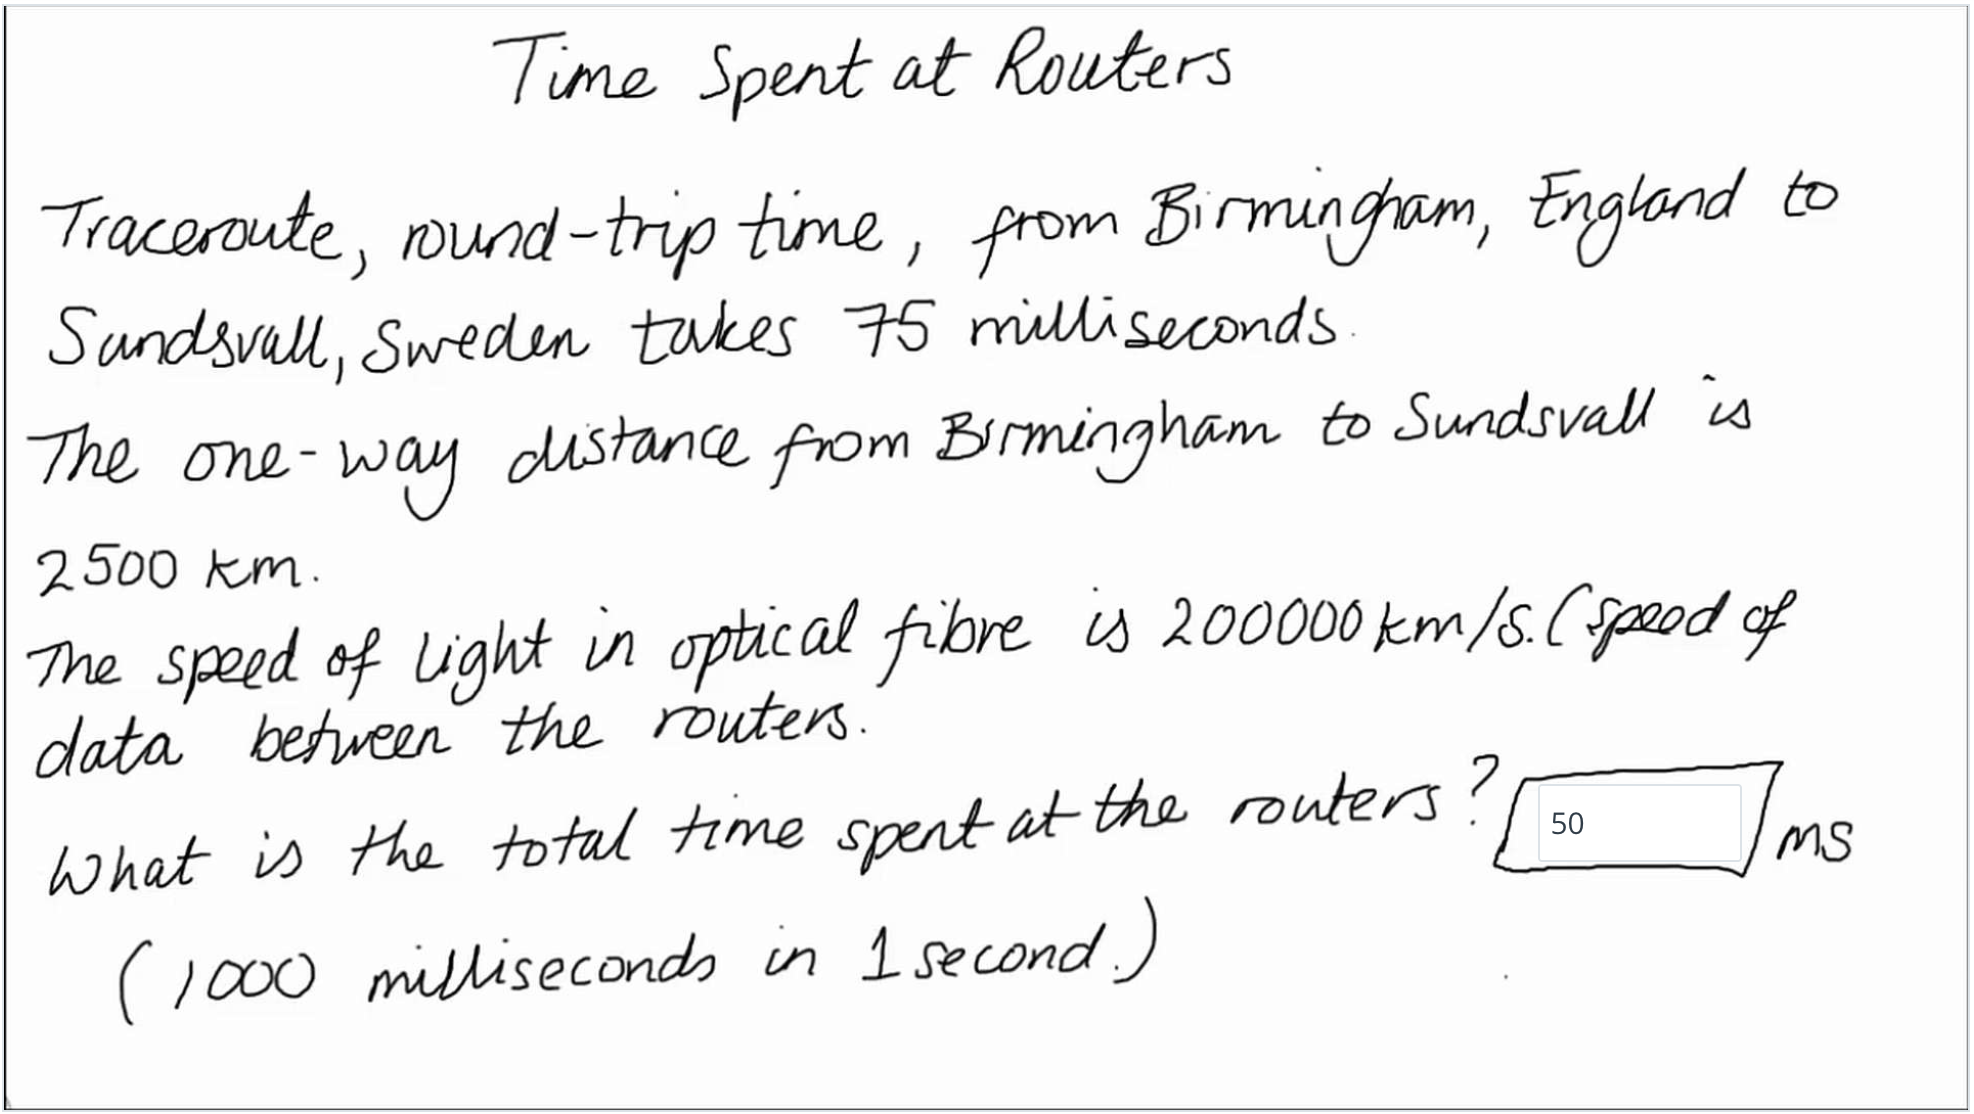 Time Spent at Routers
Traceroute, round-trip time, from Birmingham, England to
Sundsvall, Sweden takes 75 milliseconds.
The one-way distance from Birmingham to Sundsvall is
2500 km.
The speed of light in optical fibre is 200000 km/s. (speed of
data between the routers.
What is the total time spent at the routers? 50 ms
(1000 milliseconds in 1 second.)